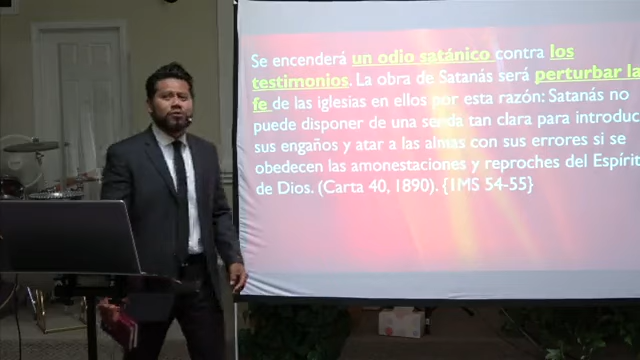 Se encenderá un odio satánico contra los
testimonios. La obra de Satanás será perturbar la
fe de las iglesias en ellos por esta razón: Satanás no
puede disponer de una senda tan clara para introduc
sus engaños y atar a las almas con sus errores si se
obedecen las amonestaciones y reproches del Espírit
de Dios. (Carta 40, 1890). {1MS 54-55}